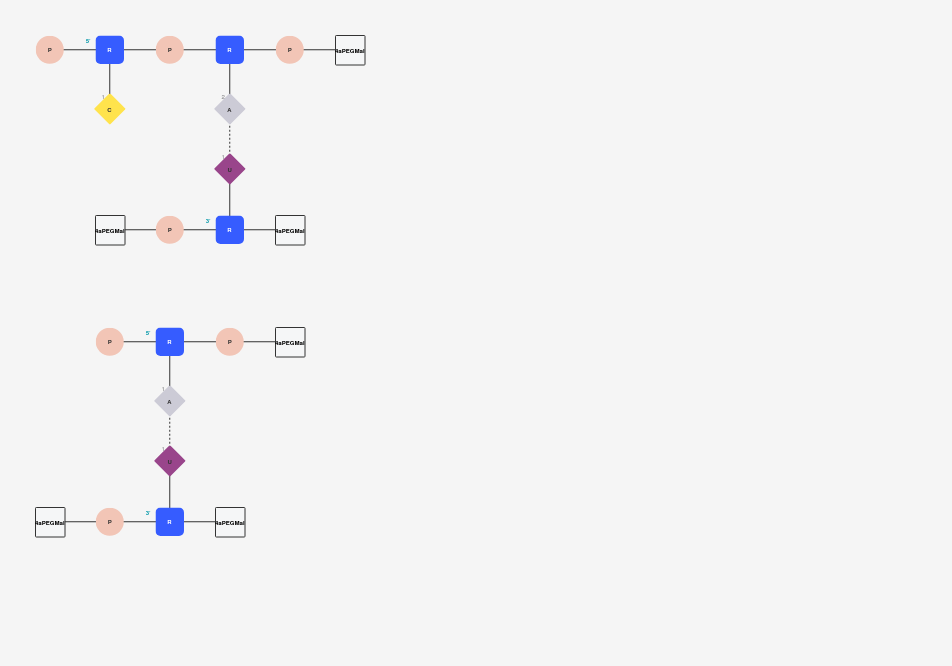 5'
P R P R P 4aPEGMal
1 2
C A
1
U
3'
4aPEGMal P R 4aPEGMal
5'
P R P 4aPEGMal
1
A
1
U
3'
4aPEGMal P R 4aPEGMal